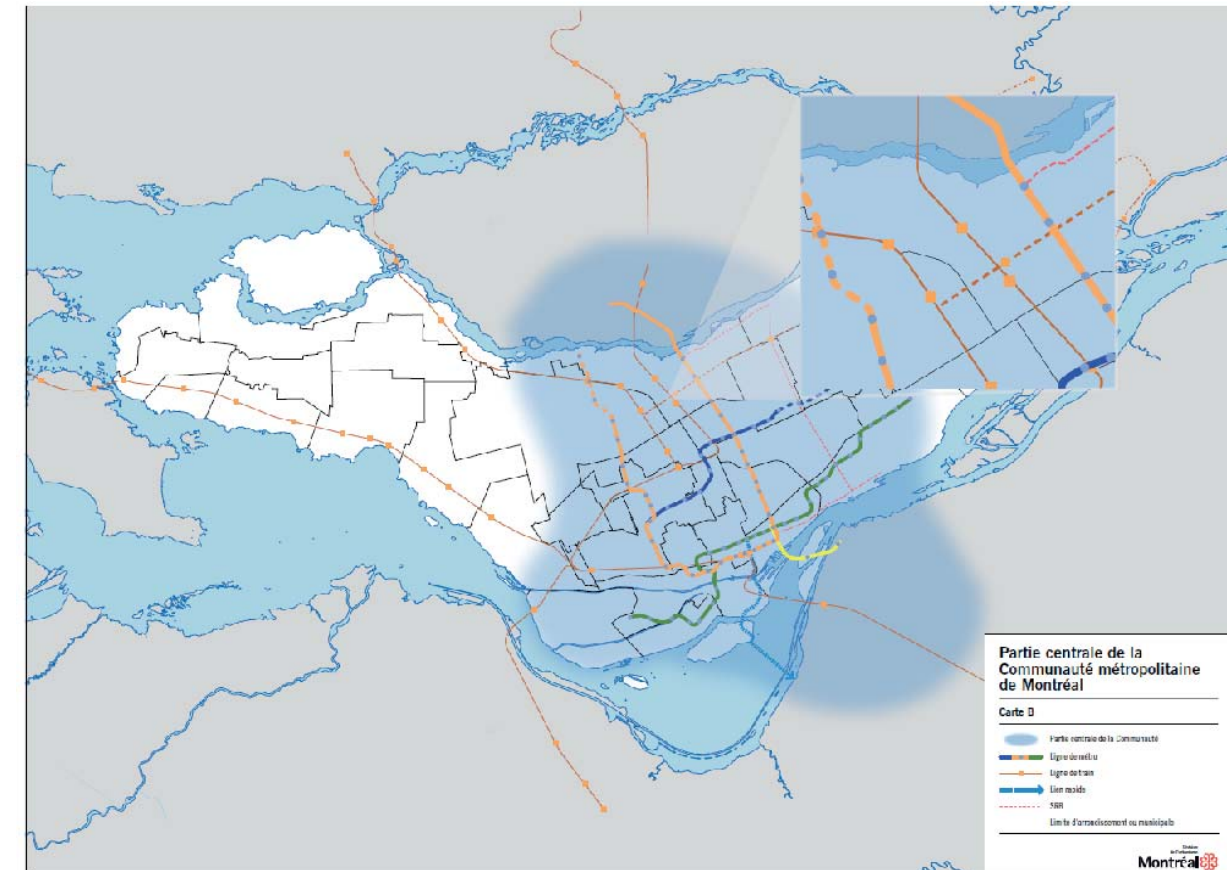 Partie centrale de la
Communauté métropolitaine
de Montréal
Carte B
Partie centrale de la Communauté
Ligne de métro
Ligne de train
Lien rapide
SRB
Limite d'arrondissement ou municipale
Montréal